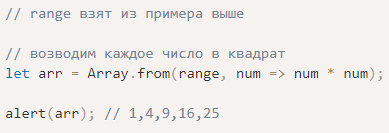 // range взят из примера выше
// возводим каждое число в квадрат
let arr = Array.from(range, num => num * num);
alert(arr); // 1,4,9,16,25